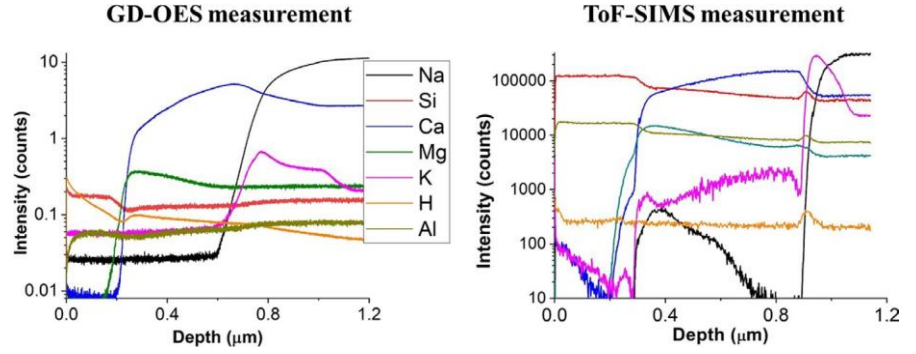 GD-OES measurement
ToF-SIMS measurement
Intensity (counts)
10
1
0.1
0.01
0.0
0.4
0.8
1.2
Depth (μm)
Na
Si
Ca
Mg
K
H
Al
Intensity (counts)
100000
10000
1000
100
10
0.0
0.4
0.8
1.2
Depth (μm)